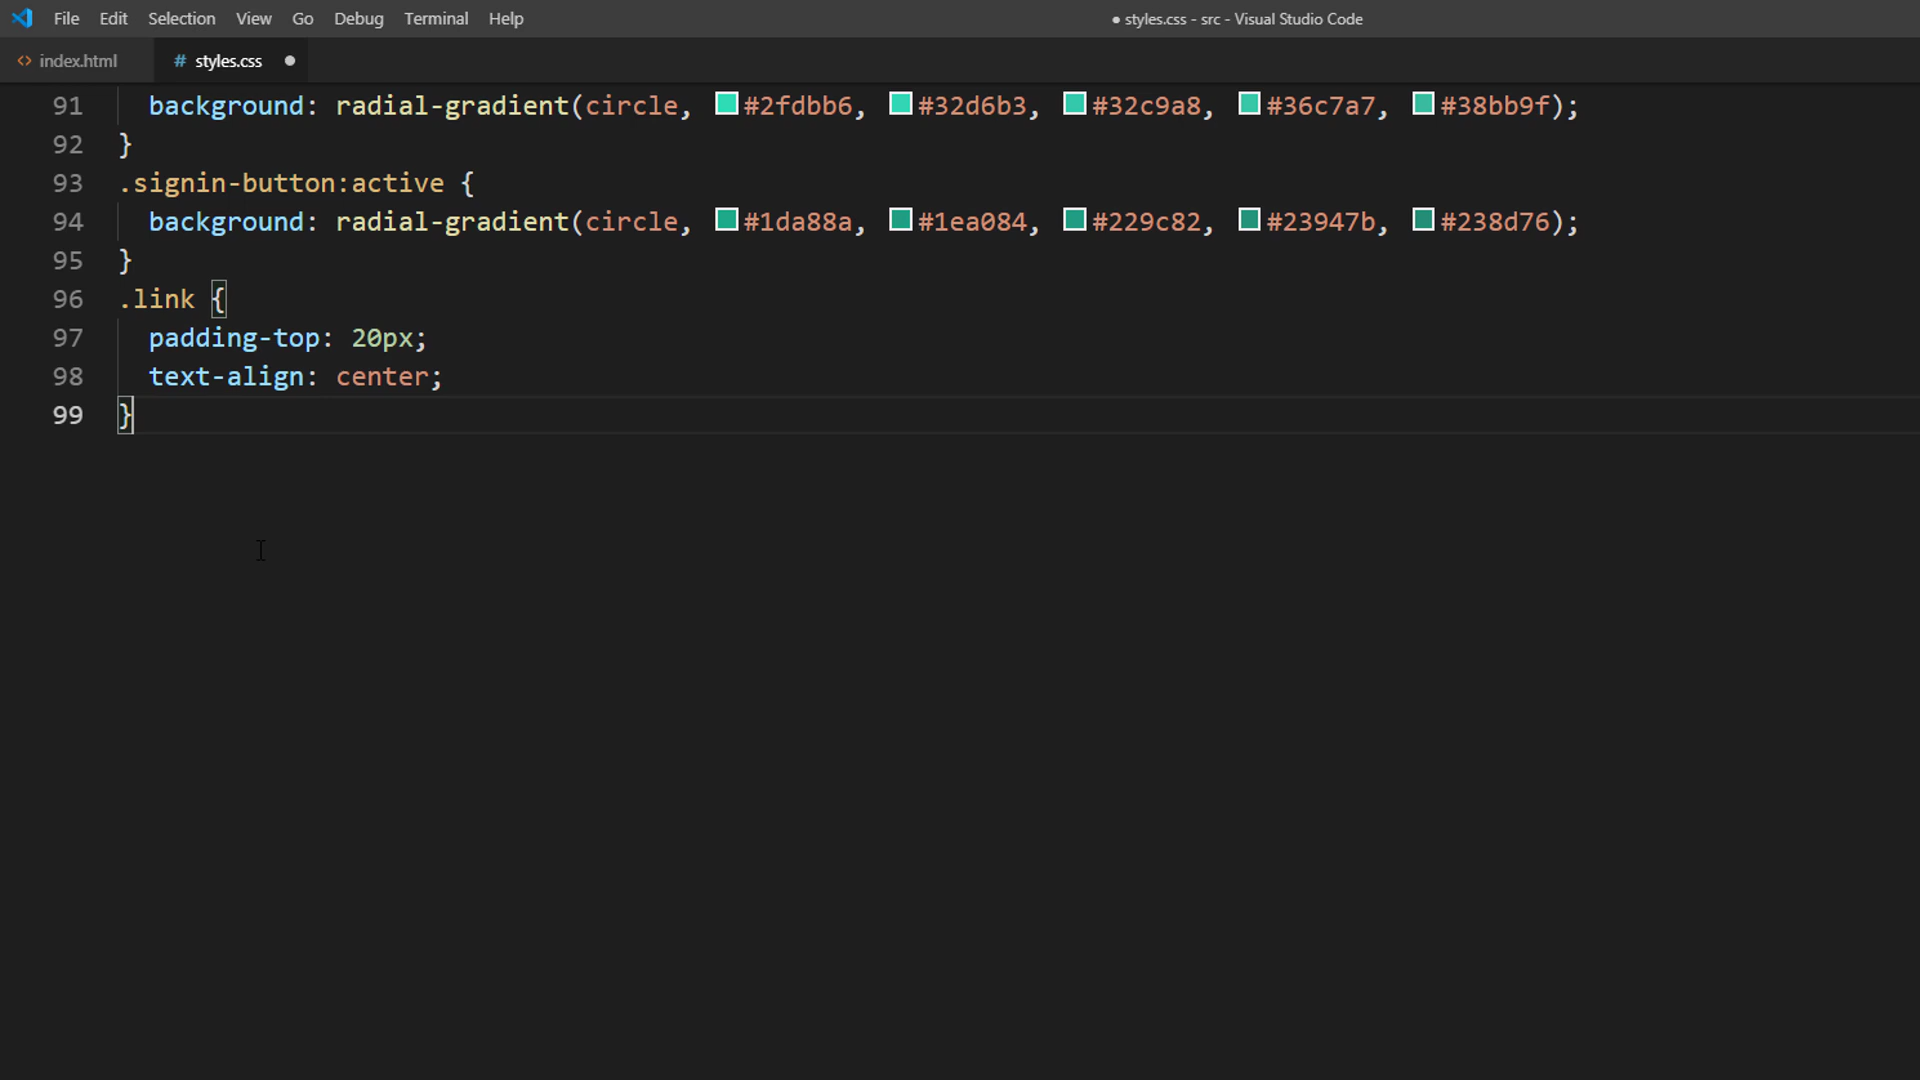 File Edit Selection View Go Debug Terminal Help ● styles.css - src - Visual Studio Code
<> index.html # styles.css ●
91 background: radial-gradient(circle, #2fdbb6, #32d6b3, #32c9a8, #36c7a7, #38bb9f);
92 }
93 .signin-button:active {
94 background: radial-gradient(circle, #1da88a, #1ea084, #229c82, #23947b, #238d76);
95 }
96 .link {
97 padding-top: 20px;
98 text-align: center;
99 }